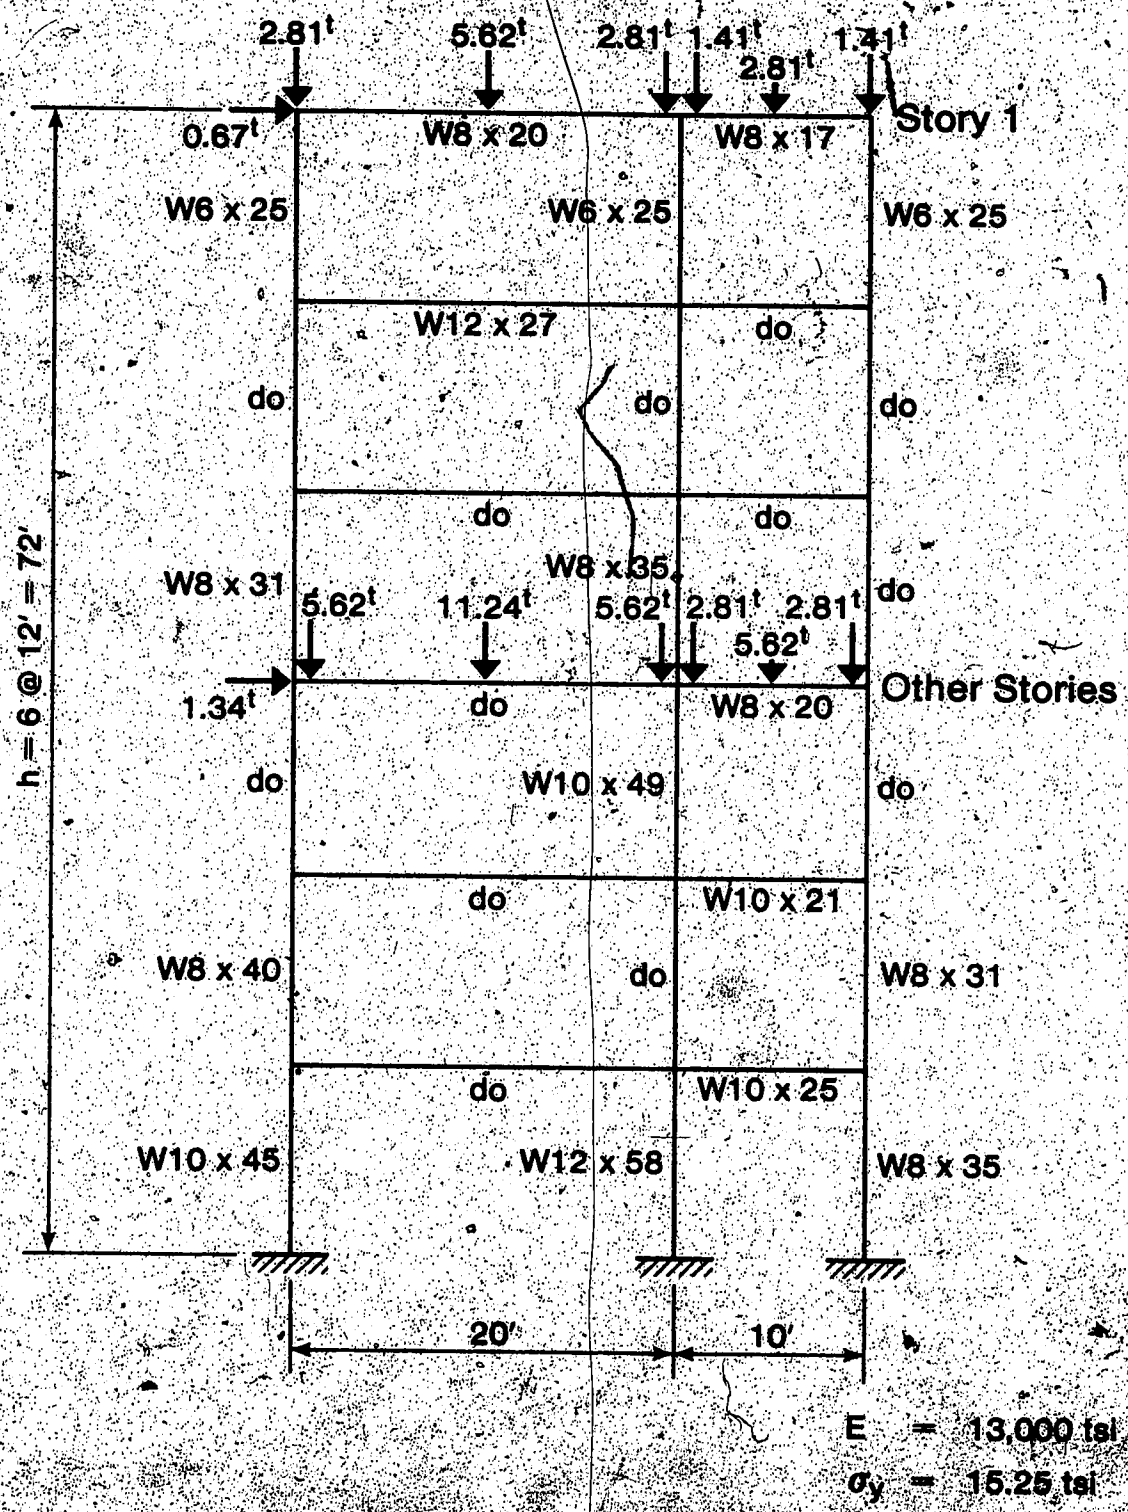 2.81t 5.62t 2.81t 1.41t 1.41t
2.81t
0.67t W8 x 20 W8 x 17 Story 1
W6 x 25 W6 x 25 W6 x 25
W12 x 27 do
do do do
do do
W8 x 31 W8 x 35 do
5.62t 11.24t 5.62t 2.81t 2.81t
5.62t
1.34t do W8 x 20 Other Stories
do W10 x 49 do
h = 6 @ 12' = 72'
do W10 x 21
W8 x 40 do W8 x 31
do W10 x 25
W10 x 45 W12 x 58 W8 x 35
20' 10'
E = 13,000 tsi
σy = 15.25 tsi